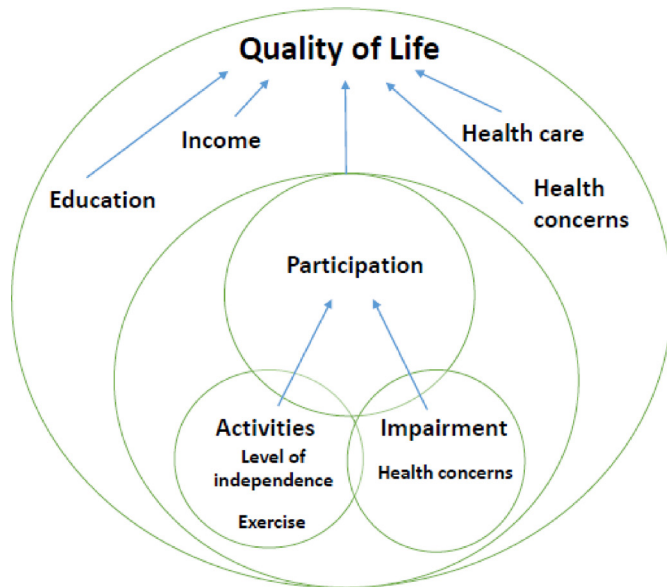 Quality of Life
Income
Health care
Education
Health
concerns
Participation
Activities
Level of
independence
Exercise
Impairment
Health concerns